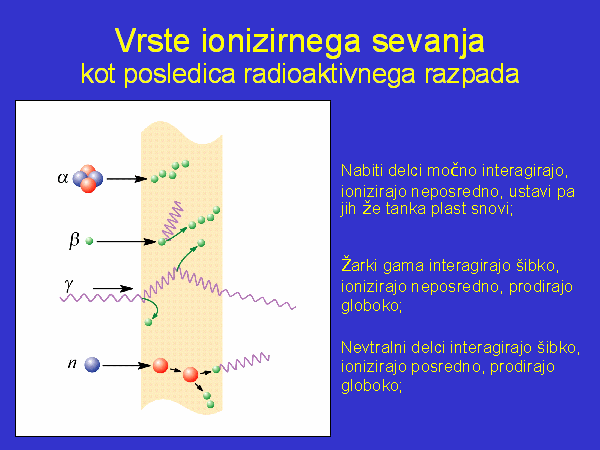 Vrste ionizirnega sevanja
kot posledica radioaktivnega razpada
α
β
γ
n
Nabiti delci močno interagirajo,
ionizirajo neposredno, ustavi pa
jih že tanka plast snovi;
Žarki gama interagirajo šibko,
ionizirajo neposredno, prodirajo
globoko;
Nevtralni delci interagirajo šibko,
ionizirajo posredno, prodirajo
globoko;